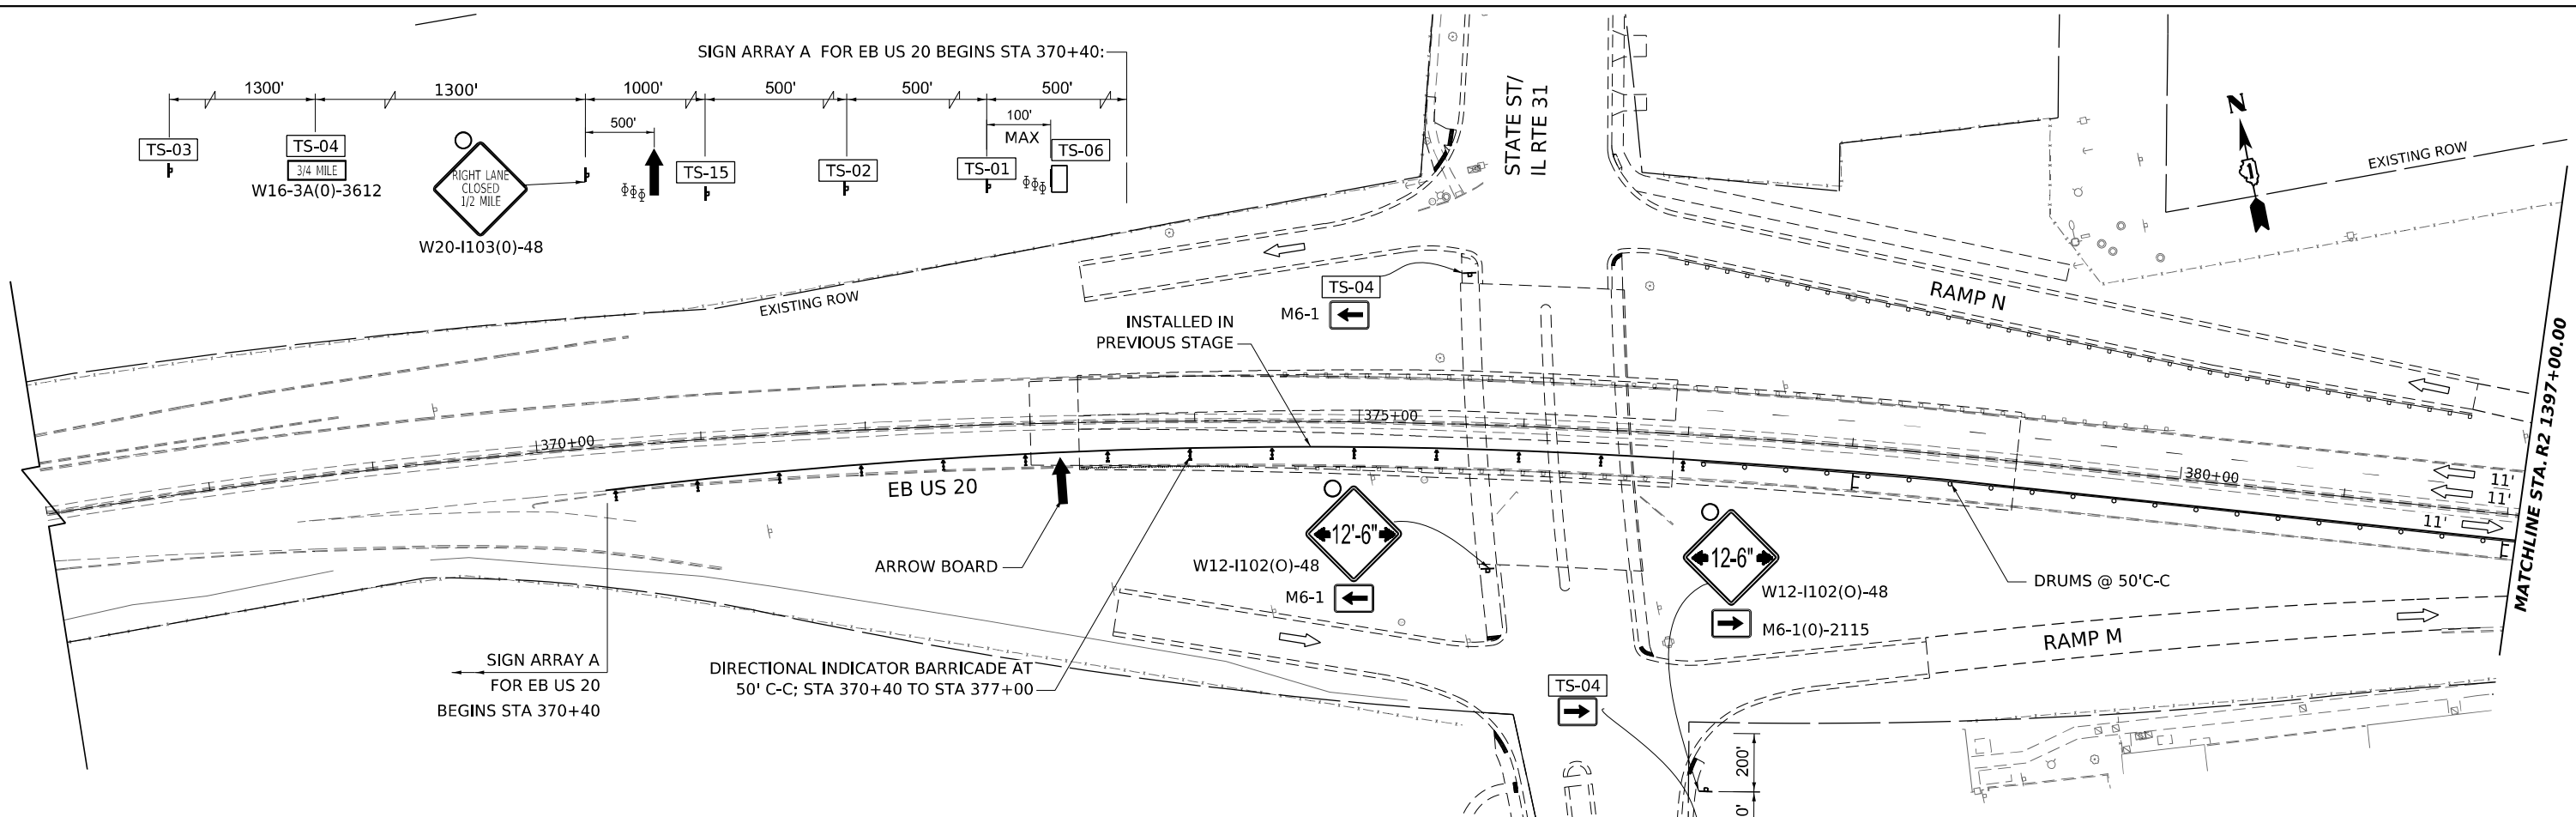 SIGN ARRAY A FOR EB US 20 BEGINS STA 370+40:
1300'
1300'
1000'
500'
500'
500'
500'
100'
MAX
TS-03
TS-04
3/4 MILE
W16-3A(0)-3612
RIGHT LANE
CLOSED
1/2 MILE
W20-I103(0)-48
TS-15
TS-02
TS-01
TS-06
STATE ST/
IL RTE 31
N
EXISTING ROW
EXISTING ROW
TS-04
M6-1
RAMP N
INSTALLED IN
PREVIOUS STAGE
MATCHLINE STA. R2 1397+00.00
370+00
375+00
380+00
11'
11'
11'
EB US 20
ARROW BOARD
12'-6"
W12-I102(O)-48
M6-1
12-6"
W12-I102(O)-48
M6-1(0)-2115
DRUMS @ 50'C-C
RAMP M
SIGN ARRAY A
FOR EB US 20
BEGINS STA 370+40
DIRECTIONAL INDICATOR BARRICADE AT
50' C-C; STA 370+40 TO STA 377+00
TS-04
200'